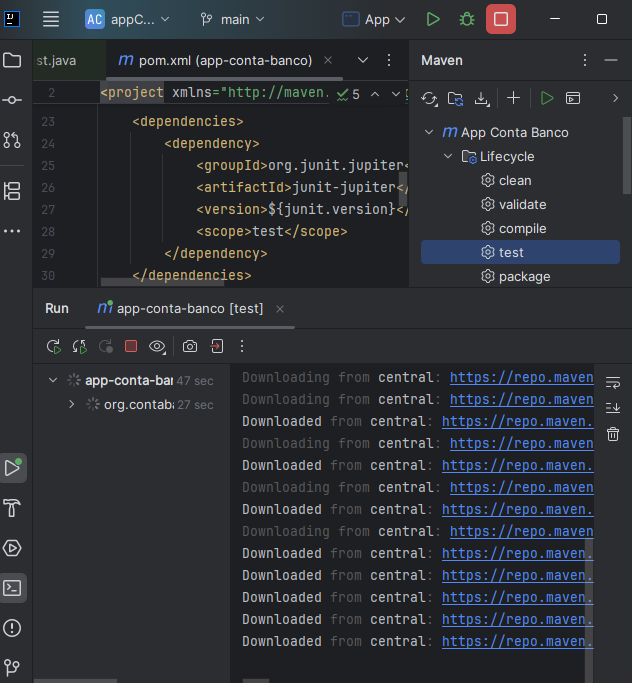 IJ
AC appC... main App
st.java pom.xml (app-conta-banco)
Maven
2 <project xmlns="http://maven. 5
23 <dependencies>
24 <dependency>
25 <groupId>org.junit.jupiter<
26 <artifactId>junit-jupiter</
27 <version>${junit.version}</
28 <scope>test</scope>
29 </dependency>
30 </dependencies>
App Conta Banco
Lifecycle
clean
validate
compile
test
package
Run app-conta-banco [test]
app-conta-ban 47 sec
org.contaba 27 sec
Downloading from central: https://repo.maven
Downloading from central: https://repo.maven
Downloaded from central: https://repo.maven.
Downloading from central: https://repo.maven
Downloaded from central: https://repo.maven.
Downloading from central: https://repo.maven
Downloaded from central: https://repo.maven.
Downloading from central: https://repo.maven
Downloaded from central: https://repo.maven.
Downloaded from central: https://repo.maven.
Downloaded from central: https://repo.maven.
Downloaded from central: https://repo.maven.
Downloaded from central: https://repo.maven.